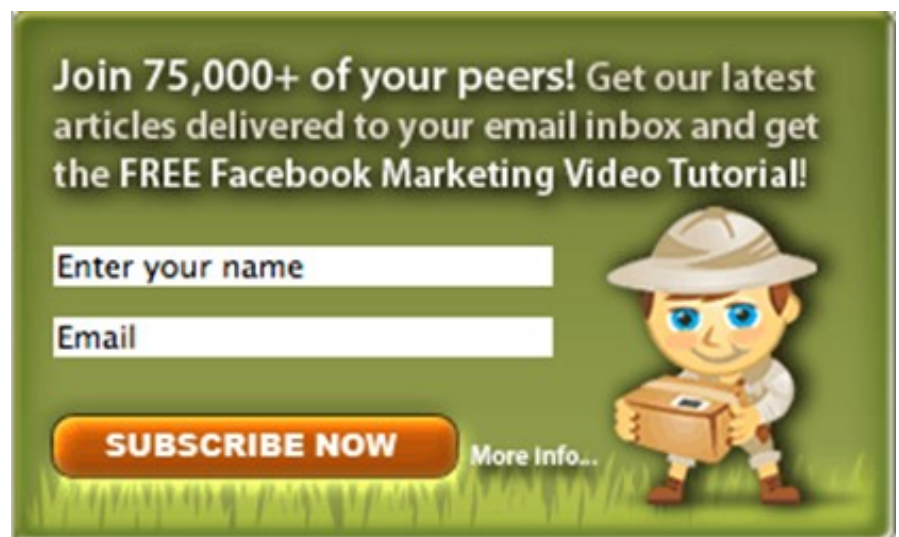 Join 75,000+ of your peers! Get our latest
articles delivered to your email inbox and get
the FREE Facebook Marketing Video Tutorial!
Enter your name
Email
SUBSCRIBE NOW
More Info...